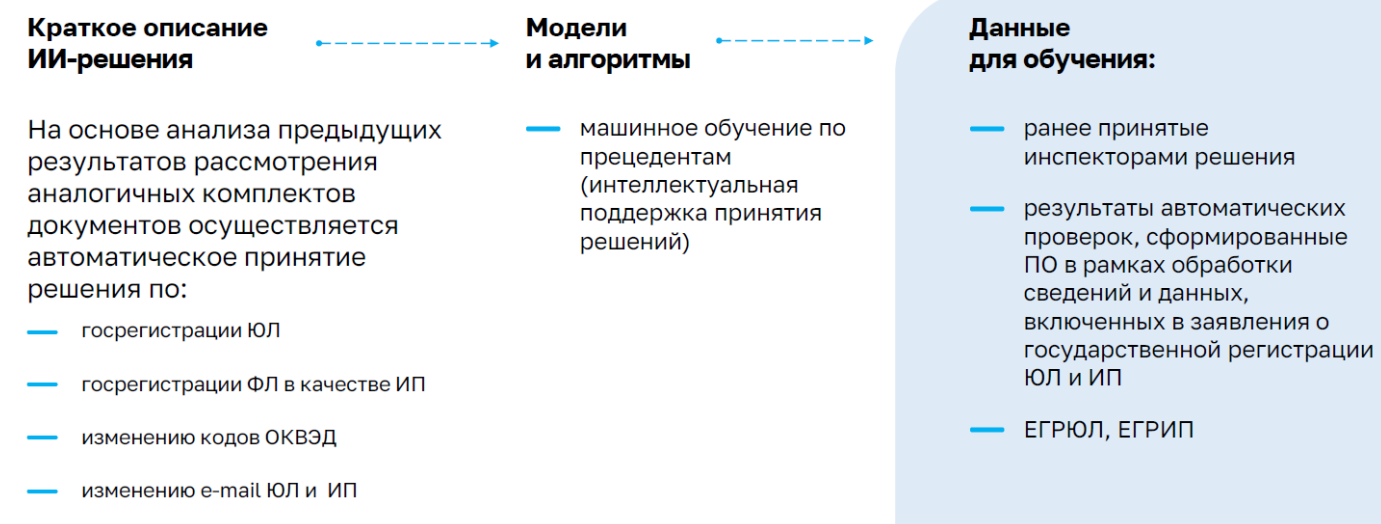 Краткое описание
ИИ-решения
На основе анализа предыдущих
результатов рассмотрения
аналогичных комплектов
документов осуществляется
автоматическое принятие
решения по:
госрегистрации ЮЛ
госрегистрации ФЛ в качестве ИП
изменению кодов ОКВЭД
изменению e-mail ЮЛ и ИП
Модели
и алгоритмы
машинное обучение по
прецедентам
(интеллектуальная
поддержка принятия
решений)
Данные
для обучения:
ранее принятые
инспекторами решения
результаты автоматических
проверок, сформированные
ПО в рамках обработки
сведений и данных,
включенных в заявления о
государственной регистрации
ЮЛ и ИП
ЕГРЮЛ, ЕГРИП